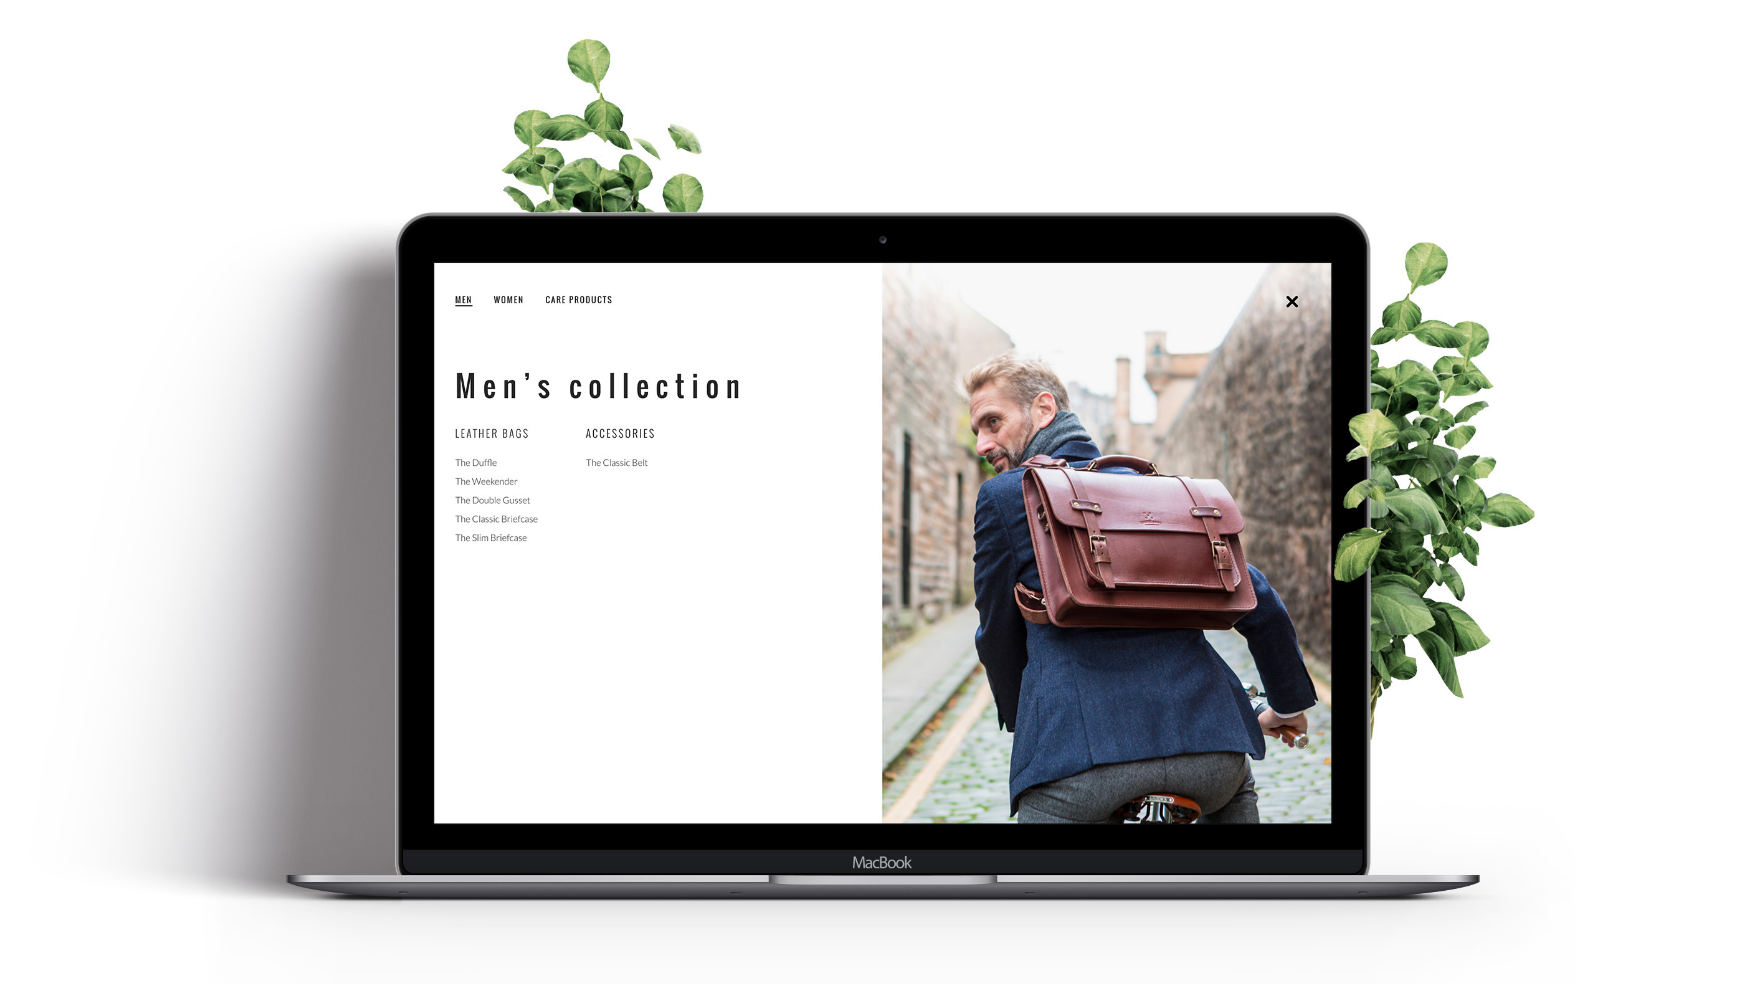 MEN WOMEN CARE PRODUCTS
Men’s collection
LEATHER BAGS ACCESSORIES
The Duffle The Classic Belt
The Weekender
The Double Gusset
The Classic Briefcase
The Slim Briefcase
MacBook